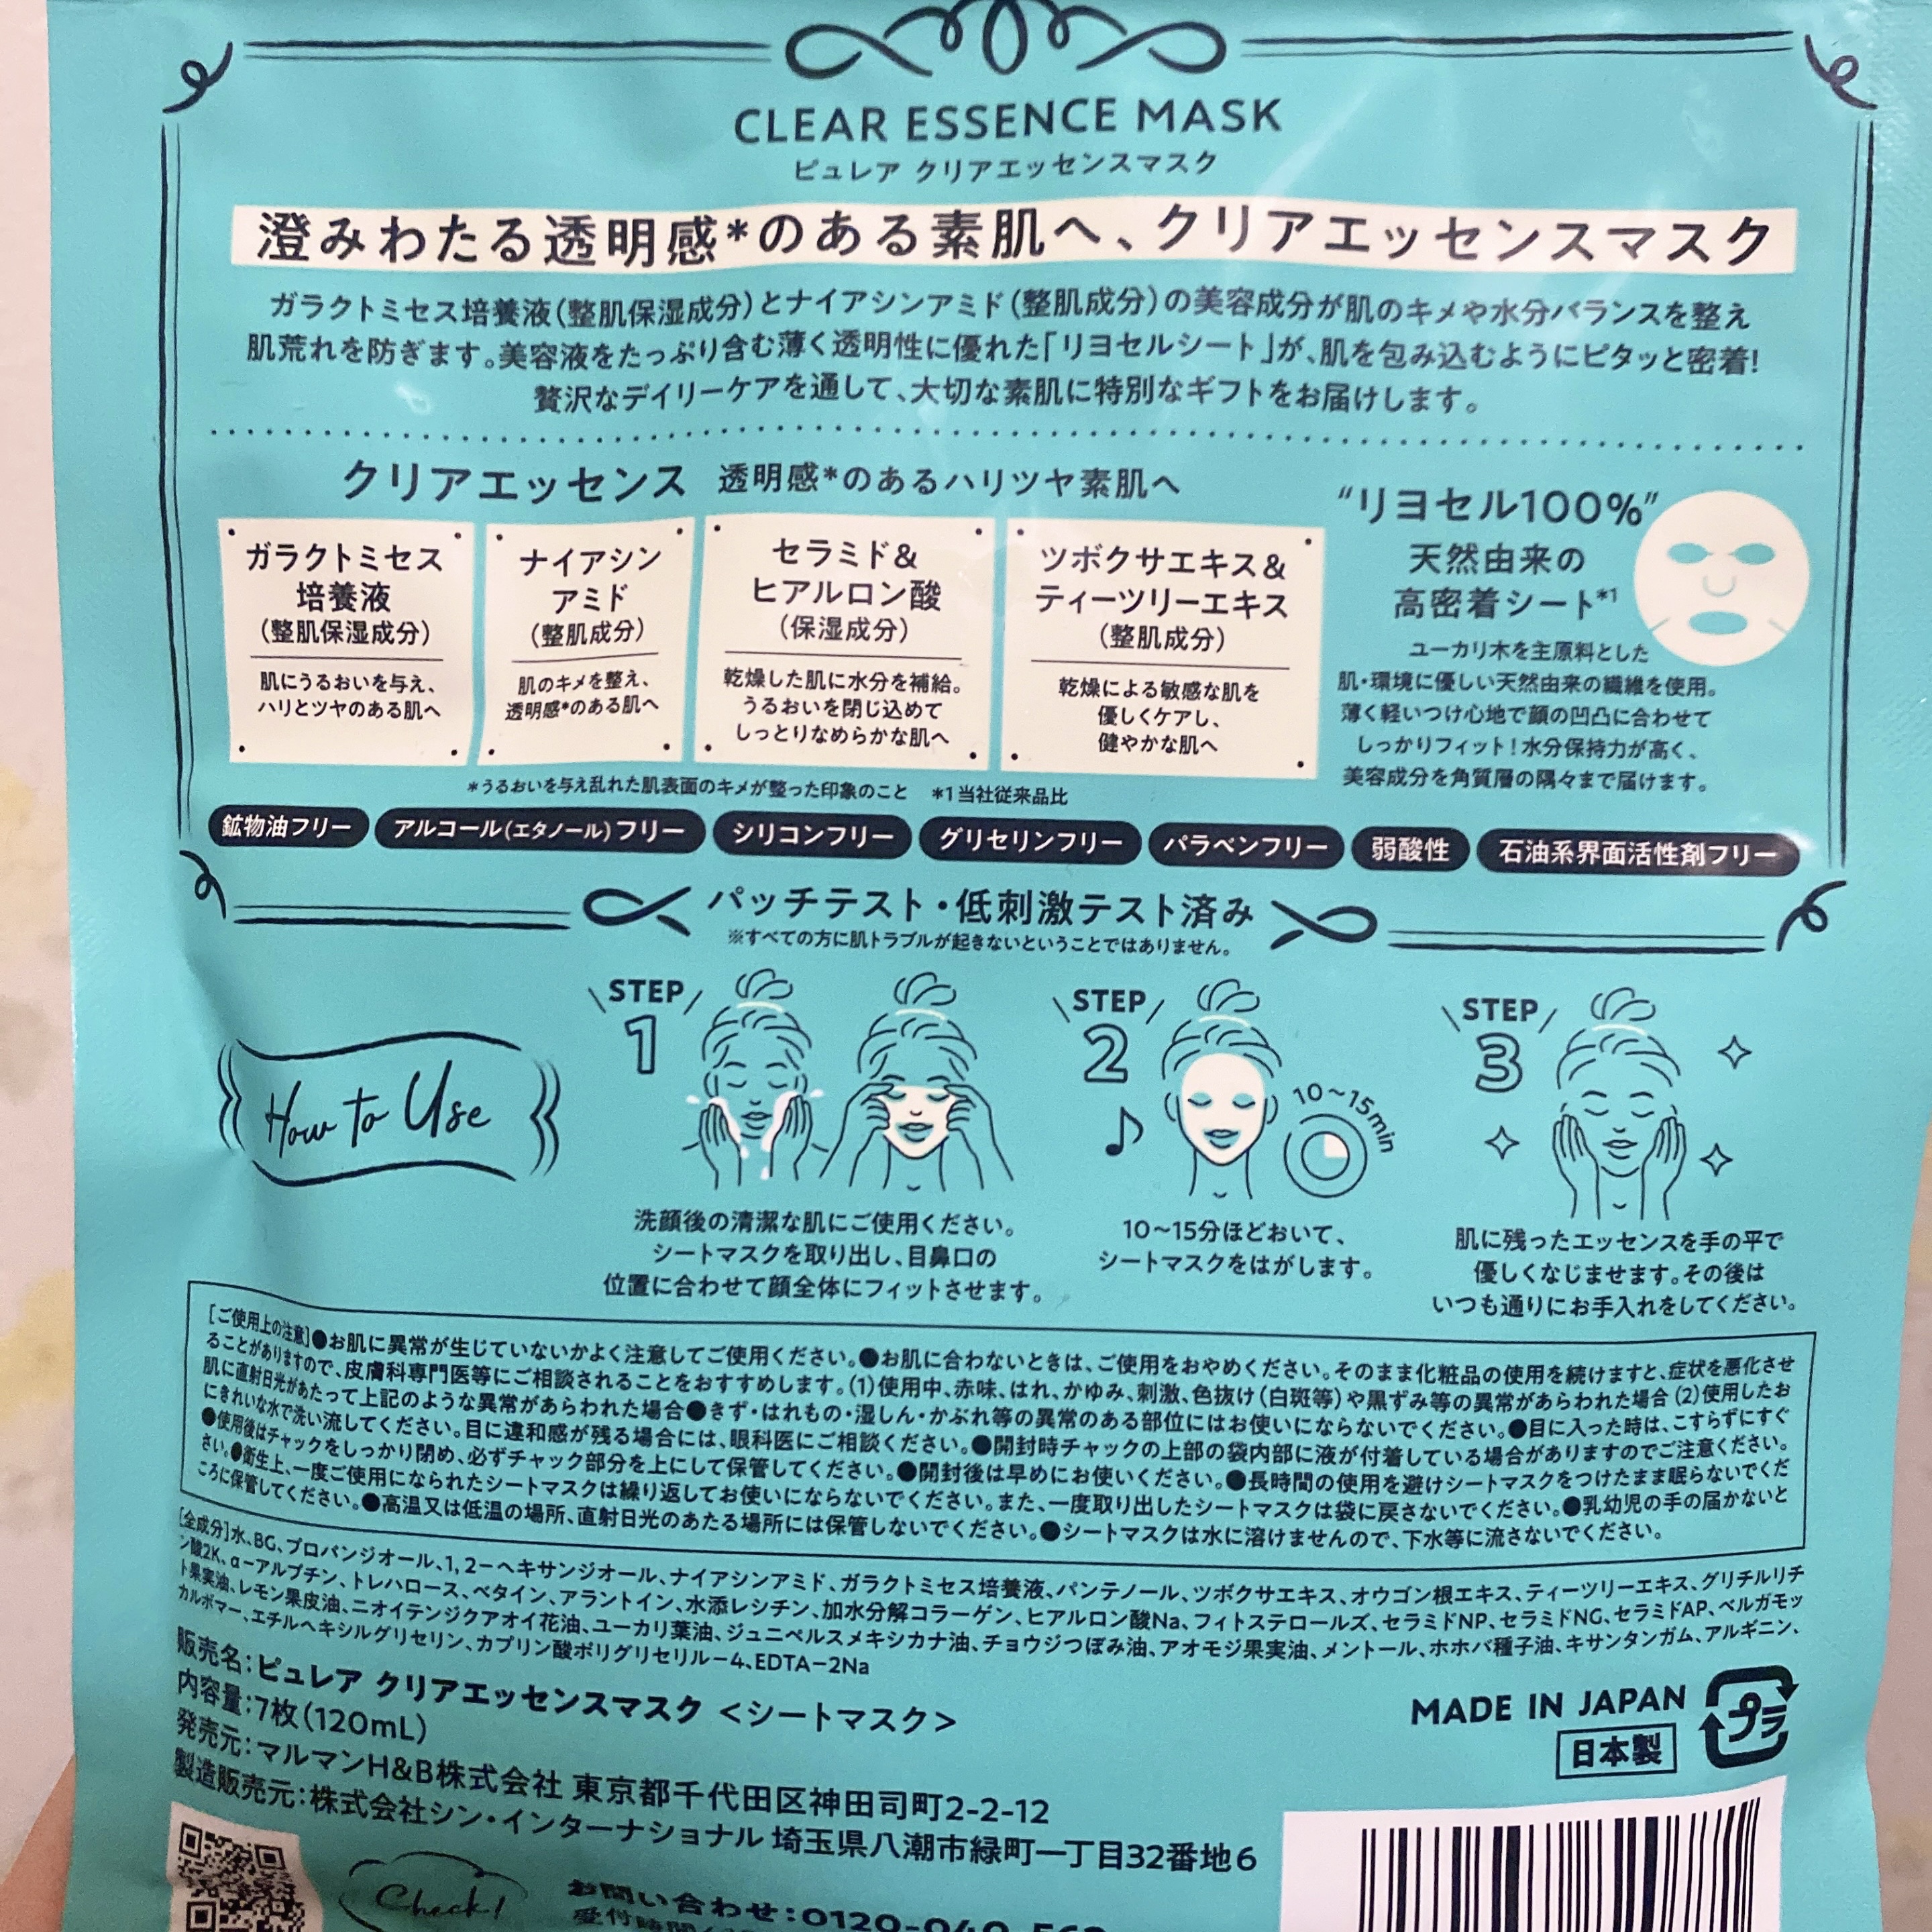 CLEAR ESSENCE MASK
ピュレア クリアエッセンスマスク
澄みわたる透明感*のある素肌へ、クリアエッセンスマスク
ガラクトミセス培養液(整肌保湿成分)とナイアシンアミド(整肌成分)の美容成分が肌のキメや水分バランスを整え
肌荒れを防ぎます。美容液をたっぷり含む薄く透明性に優れた「リヨセルシート」が、肌を包み込むようにピタッと密着!
贅沢なデイリーケアを通して、大切な素肌に特別なギフトをお届けします。
クリアエッセンス 透明感*のあるハリツヤ素肌へ
ガラクトミセス
培養液
(整肌保湿成分)
肌にうるおいを与え、
ハリとツヤのある肌へ
ナイアシン
アミド
(整肌成分)
肌のキメを整え、
透明感*のある肌へ
セラミド&
ヒアルロン酸
(保湿成分)
乾燥した肌に水分を補給。
うるおいを閉じ込めて
しっとりなめらかな肌へ
ツボクサエキス&
ティーツリーエキス
(整肌成分)
乾燥による敏感な肌を
優しくケアし、
健やかな肌へ
“リヨセル100%”
天然由来の
高密着シート*1
ユーカリ木を主原料とした
肌・環境に優しい天然由来の繊維を使用。
薄く軽いつけ心地で顔の凹凸に合わせて
しっかりフィット!水分保持力が高く、
美容成分を角質層の隅々まで届けます。
*うるおいを与え乱れた肌表面のキメが整った印象のこと *1当社従来品比
鉱物油フリー アルコール(エタノール)フリー シリコンフリー グリセリンフリー パラベンフリー 弱酸性 石油系界面活性剤フリー
パッチテスト・低刺激テスト済み
※すべての方に肌トラブルが起きないということではありません。
How to Use
STEP
1
洗顔後の清潔な肌にご使用ください。
シートマスクを取り出し、目鼻口の
位置に合わせて顔全体にフィットさせます。
STEP
2
10~15min
10~15分ほどおいて、
シートマスクをはがします。
STEP
3
肌に残ったエッセンスを手の平で
優しくなじませます。その後は
いつも通りにお手入れをしてください。
[ご使用上の注意]●お肌に異常が生じていないかよく注意してご使用ください。●お肌に合わないときは、ご使用をおやめください。そのまま化粧品の使用を続けますと、症状を悪化させ
ることがありますので、皮膚科専門医等にご相談されることをおすすめします。(1)使用中、赤味、はれ、かゆみ、刺激、色抜け(白斑等)や黒ずみ等の異常があらわれた場合(2)使用したお
肌に直射日光があたって上記のような異常があらわれた場合●きず・はれもの・湿しん・かぶれ等の異常のある部位にはお使いにならないでください。●目に入った時は、こすらずにすぐ
にきれいな水で洗い流してください。目に違和感が残る場合には、眼科医にご相談ください。●開封時チャックの上部の袋内部に液が付着している場合がありますのでご注意ください。
●使用後はチャックをしっかり閉め、必ずチャック部分を上にして保管してください。●開封後は早めにお使いください。●長時間の使用を避けシートマスクをつけたまま眠らないでくだ
さい。●衛生上、一度ご使用になられたシートマスクは繰り返してお使いにならないでください。また、一度取り出したシートマスクは袋に戻さないでください。●乳幼児の手の届かないと
ころに保管してください。●高温又は低温の場所、直射日光のあたる場所には保管しないでください。●シートマスクは水に溶けませんので、下水等に流さないでください。
[全成分]水、BG、プロパンジオール、1,2-ヘキサンジオール、ナイアシンアミド、ガラクトミセス培養液、パンテノール、ツボクサエキス、オウゴン根エキス、ティーツリーエキス、グリチルリチ
ン酸2K、α-アルブチン、トレハロース、ベタイン、アラントイン、水添レシチン、加水分解コラーゲン、ヒアルロン酸Na、フィトステロールズ、セラミドNP、セラミドNG、セラミドAP、ベルガモッ
ト果実油、レモン果皮油、ニオイテンジクアオイ花油、ユーカリ葉油、ジュニペルスメキシカナ油、チョウジつぼみ油、アオモジ果実油、メントール、ホホバ種子油、キサンタンガム、アルギニン、
カルボマー、エチルヘキシルグリセリン、カプリン酸ポリグリセリル-4、EDTA-2Na
販売名:ピュレア クリアエッセンスマスク <シートマスク>
内容量:7枚(120mL)
発売元:マルマンH&B株式会社 東京都千代田区神田司町2-2-12
製造販売元:株式会社シン・インターナショナル 埼玉県八潮市緑町一丁目32番地6
MADE IN JAPAN
日本製
プラ
Check!
お問い合わせ:0120-040-562